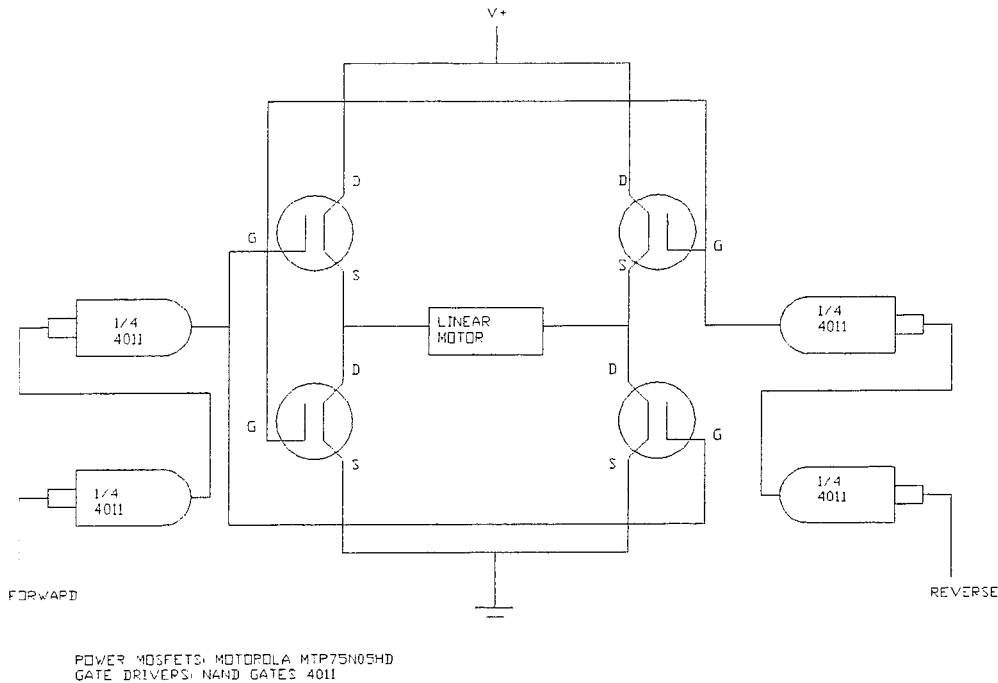 V+
D
D
G
G
S
S
1/4
4011
LINEAR
MOTOR
1/4
4011
D
D
G
G
S
S
1/4
4011
1/4
4011
FORWARD
REVERSE
POWER MOSFETS: MOTOROLA MTP75N05HD
GATE DRIVERS: NAND GATES 4011